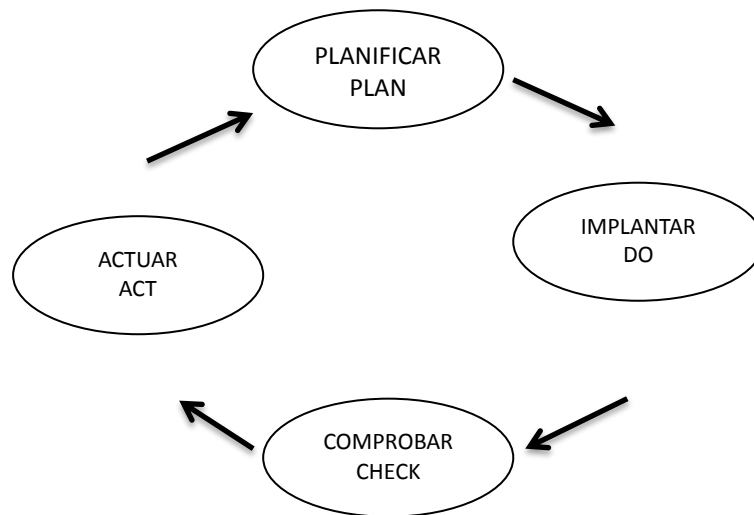 PLANIFICAR
PLAN
IMPLANTAR
DO
COMPROBAR
CHECK
ACTUAR
ACT